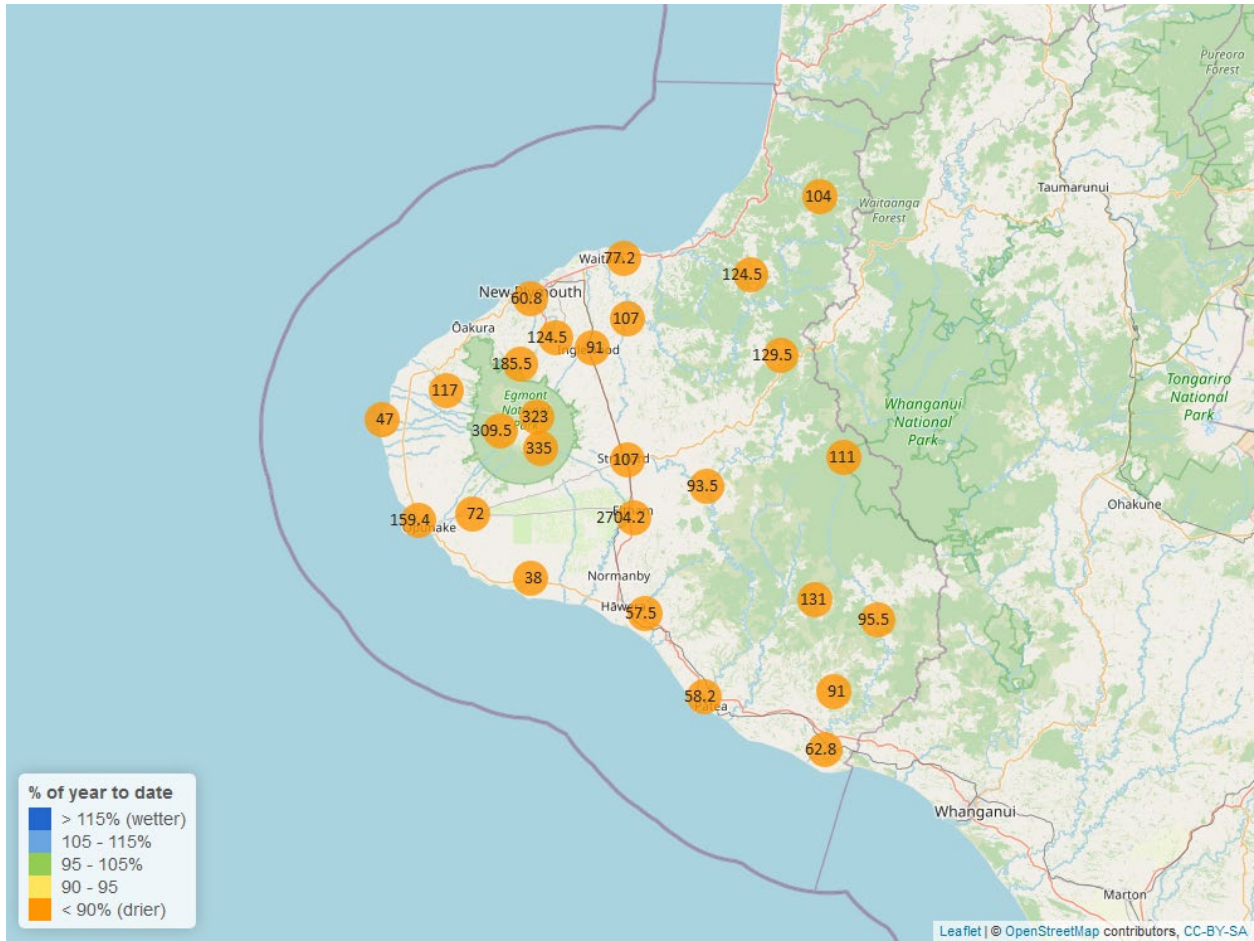 Pureora
Forest
Taumarunui
104
Waitaanga
Forest
77.2
124.5
New Plymouth
60.8
107
Ōakura
124.5
91
129.5
185.5
117
Tongariro
National
Park
47
323
Egmont
309.5
335
Whanganui
National
Park
107
111
93.5
Ohakune
159.4
72
2704.2
38
Normanby
57.5
131
95.5
58.2
Patea
91
62.8
Whanganui
Marton
% of year to date
> 115% (wetter)
105 - 115%
95 - 105%
90 - 95
< 90% (drier)
Leaflet | © OpenStreetMap contributors, CC-BY-SA